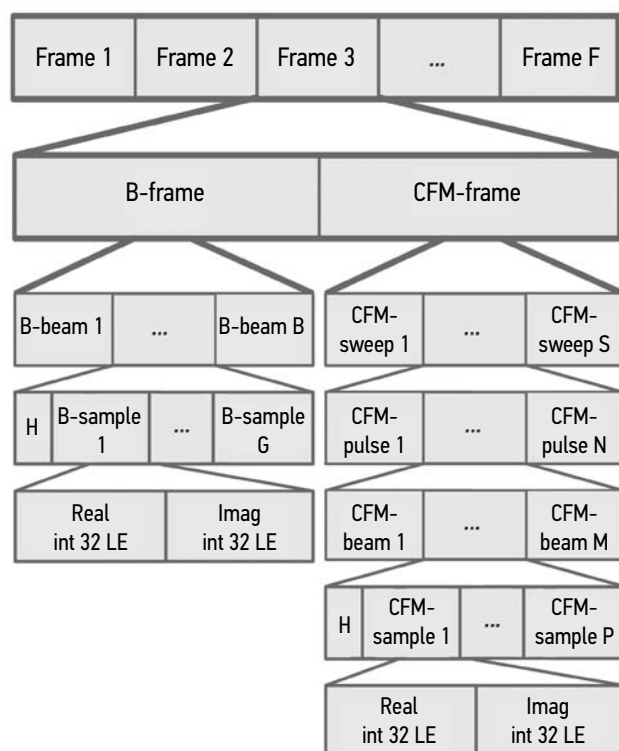 Frame 1 Frame 2 Frame 3 ... Frame F
B-frame CFM-frame
B-beam 1 ... B-beam B
H B-sample 1 ... B-sample G
Real int 32 LE Imag int 32 LE
CFM-sweep 1 ... CFM-sweep S
CFM-pulse 1 ... CFM-pulse N
CFM-beam 1 ... CFM-beam M
H CFM-sample 1 ... CFM-sample P
Real int 32 LE Imag int 32 LE